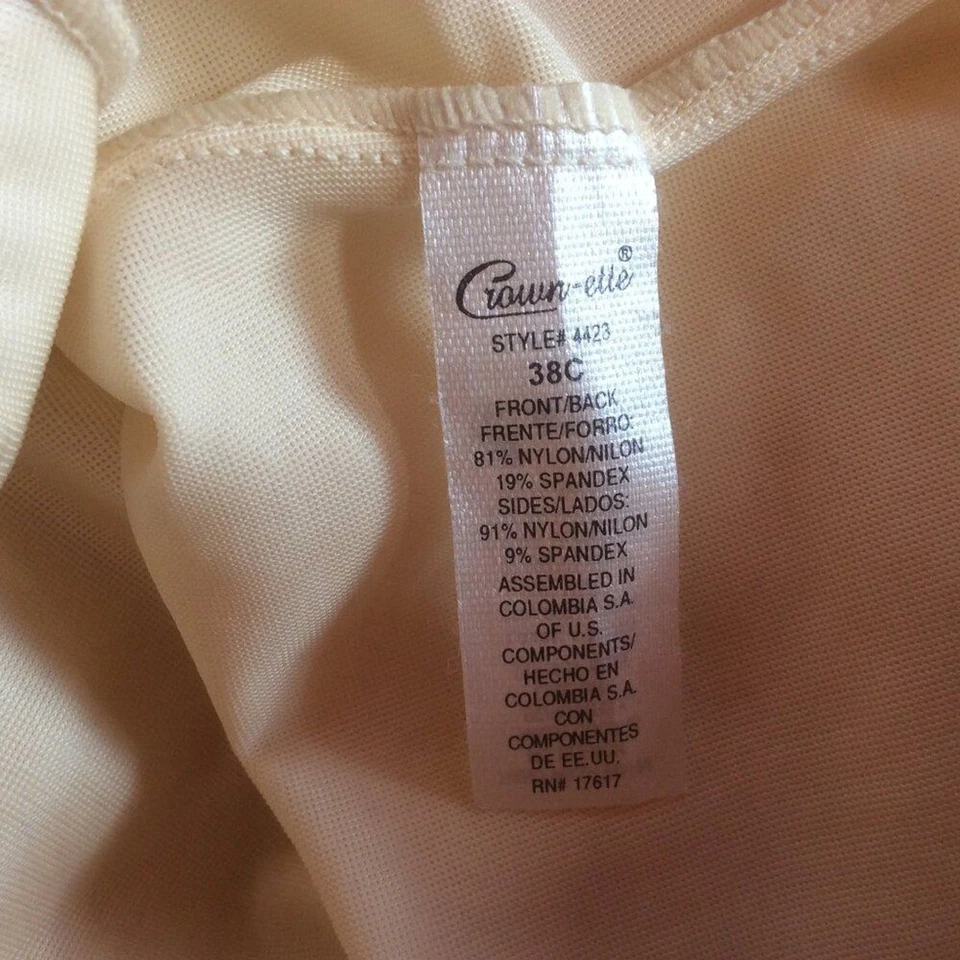 Crown-ette®
STYLE# 4423
38C
FRONT/BACK
FRENTE/FORRO:
81% NYLON/NILON
19% SPANDEX
SIDES/LADOS:
91% NYLON/NILON
9% SPANDEX
ASSEMBLED IN
COLOMBIA S.A.
OF U.S.
COMPONENTS/
HECHO EN
COLOMBIA S.A.
CON
COMPONENTES
DE EE.UU.
RN# 17617